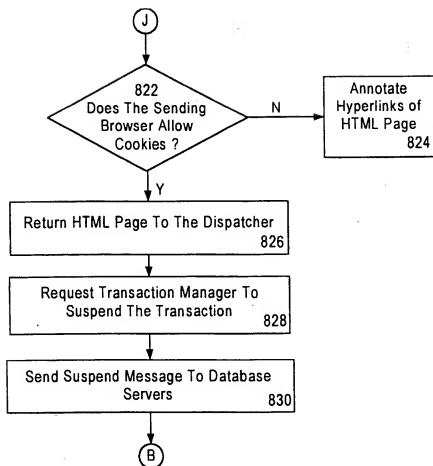 J
822
Does The Sending
Browser Allow
Cookies ?
N
Annotate
Hyperlinks of
HTML Page
824
Y
Return HTML Page To The Dispatcher
826
Request Transaction Manager To
Suspend The Transaction
828
Send Suspend Message To Database
Servers
830
B